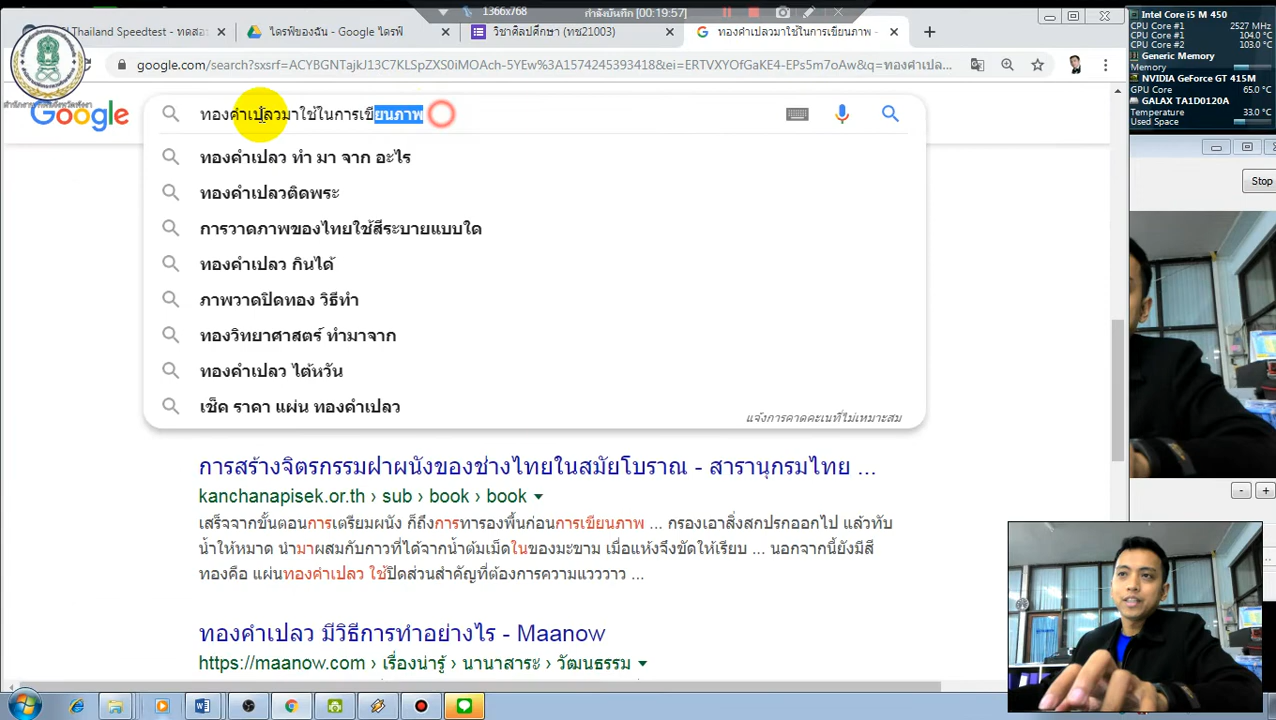 1366x768
กำลังบันทึก [00:19:57]
Thailand Speedtest - ทดสอ
ไดรฟ์ของฉัน - Google ไดรฟ์
วิชาศิลปศึกษา (ทช21003)
ทองคำเปลวมาใช้ในการเขียนภาพ -
google.com/search?sxsrf=ACYBGNTajkJ13C7KLSpZXS0IMOAch-5YEw%3A1574245393418&ei=ERTVXYOfGaKE-EPs5m7oAw&q=ทองคำเปล...
Google
ทองคำเปลวมาใช้ในการเขียนภาพ
ทองคำเปลว ทำ มา จาก อะไร
ทองคำเปลวติดพระ
การวาดภาพของไทยใช้สีระบายแบบใด
ทองคำเปลว กินได้
ภาพวาดปิดทอง วิธีทำ
ทองวิทยาศาสตร์ ทำมาจาก
ทองคำเปลว ไต้หวัน
เช็ค ราคา แผ่น ทองคำเปลว
แจ้งการคาดคะเนที่ไม่เหมาะสม
การสร้างจิตรกรรมฝาผนังของช่างไทยในสมัยโบราณ - สารานุกรมไทย ...
kanchanapisek.or.th › sub › book › book
เสร็จจากขั้นตอนการเตรียมผนัง ก็ถึงการทารองพื้นก่อนการเขียนภาพ ... กรองเอาสิ่งสกปรกออกไป แล้วทับ
น้ำให้หมาด นำมาผสมกับกาวที่ได้จากน้ำต้มเม็ดในของมะขาม เมื่อแห้งจึงขัดให้เรียบ ... นอกจากนี้ยังมีสี
ทองคือ แผ่นทองคำเปลว ใช้ปิดส่วนสำคัญที่ต้องการความแวววาว ...
ทองคำเปลว มีวิธีการทำอย่างไร - Maanow
https://maanow.com › เรื่องน่ารู้ › นานาสาระ › วัฒนธรรม
Intel Core i5 M 450
CPU Clock 2527 MHz
CPU Core #1 104.0 °C
CPU Core #2 103.0 °C
Generic Memory
Memory
NVIDIA GeForce GT 415M
GPU 65.0 °C
GALAX TA1D0120A
Temperature 33.0 °C
Stop
- +